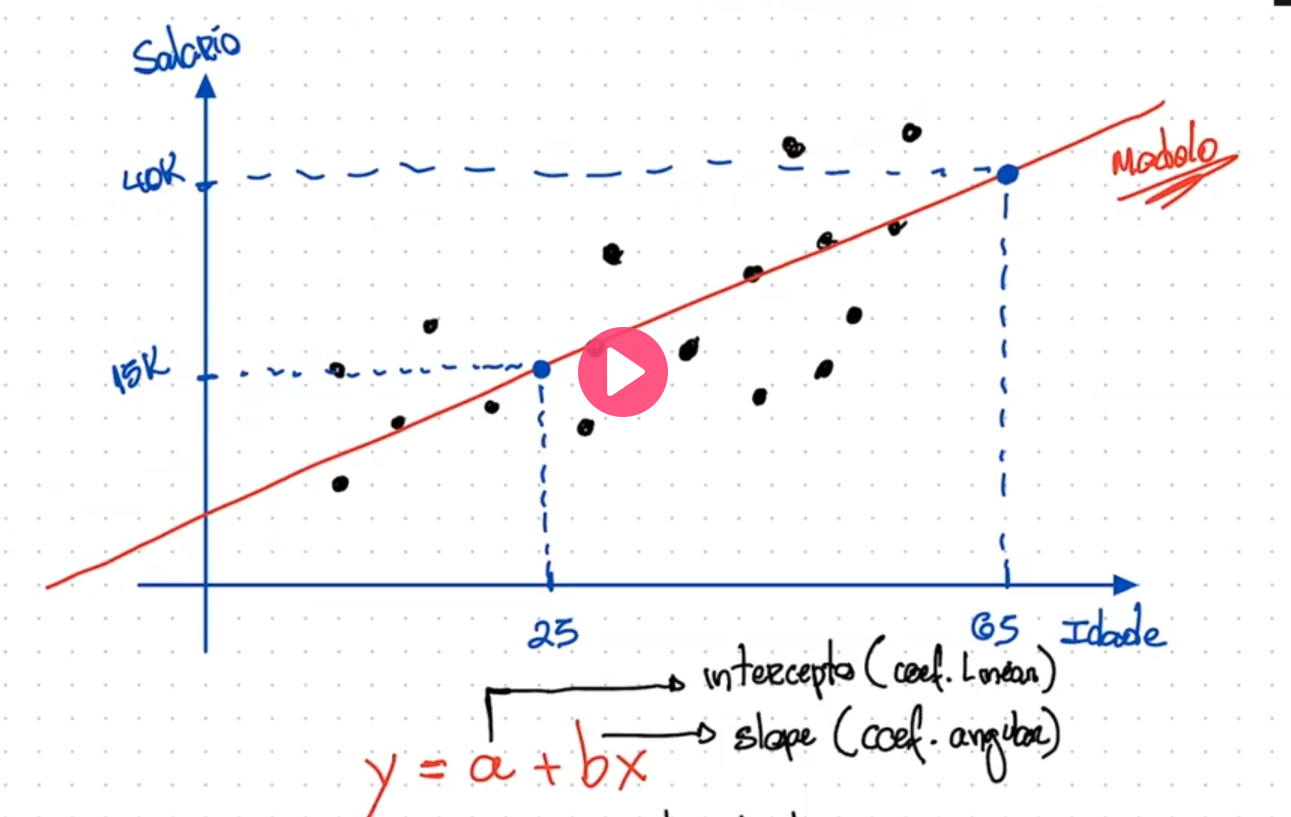 Salario
40K
Modelo
15K
25
65 Idade
intercepto (coef. Linear)
slope (coef. angular)
y = a + bx